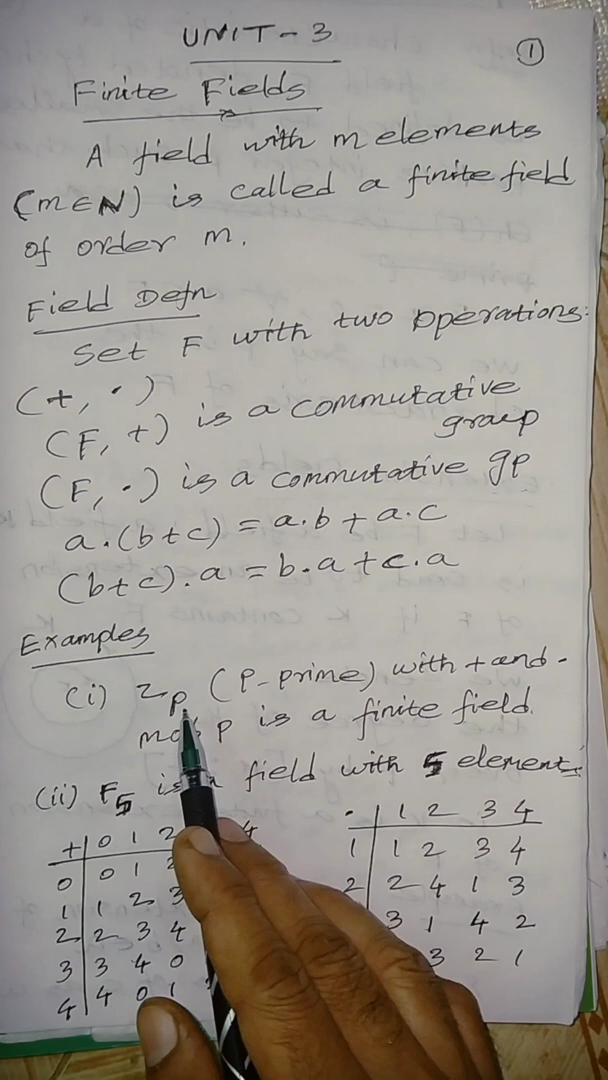 UNIT - 3
1
Finite Fields
A field with m elements
(m ∈ N) is called a finite field
of order m.
Field Defn
Set F with two operations:
(+, ·)
(F, +) is a commutative
group
(F, ·) is a commutative gp
a.(b+c) = a.b + a.c
(b+c).a = b.a + c.a
Examples
(i) Zp (P-prime) with + and .
p is a finite field.
(ii) F5 is field with 5 element
+ | 0 1 2 4
0 | 0 1
1 | 1 2 3
2 | 2 3 4
3 | 3 4 0
4 | 4 0 1
. | 1 2 3 4
1 | 1 2 3 4
2 | 2 4 1 3
3 1 4 2
3 2 1